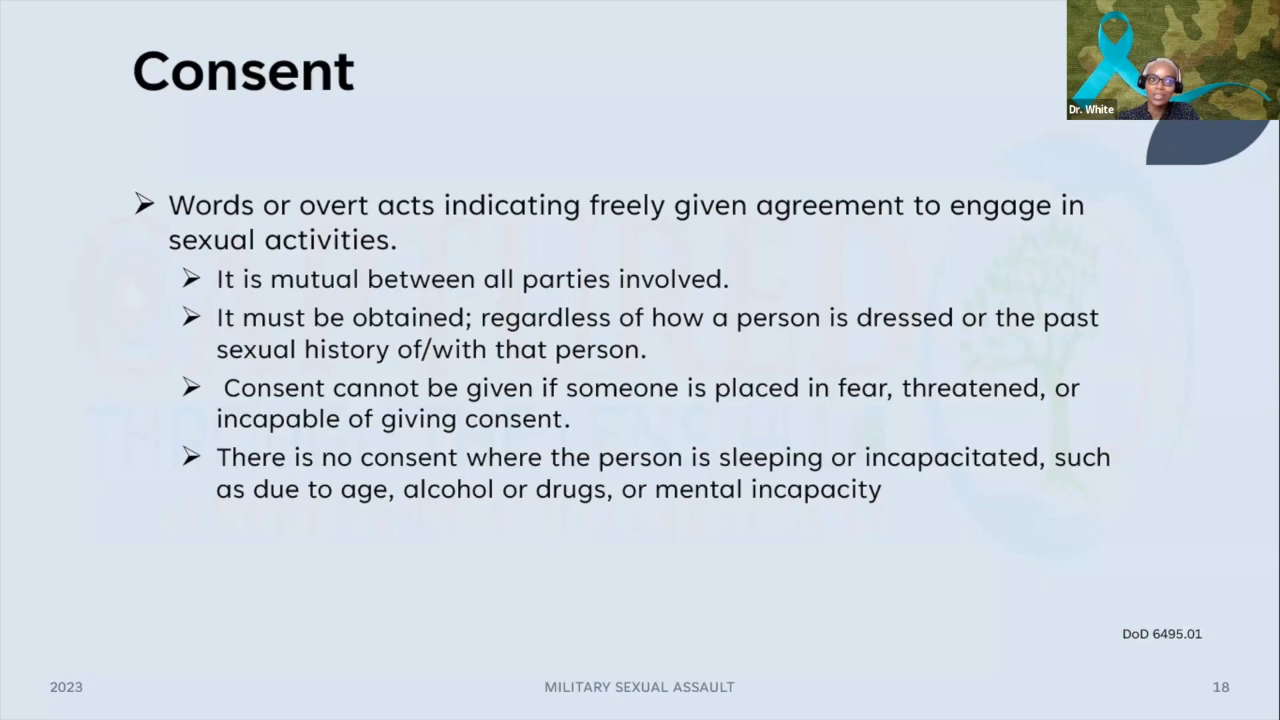 Consent
Dr. White
➢ Words or overt acts indicating freely given agreement to engage in
sexual activities.
➢ It is mutual between all parties involved.
➢ It must be obtained; regardless of how a person is dressed or the past
sexual history of/with that person.
➢ Consent cannot be given if someone is placed in fear, threatened, or
incapable of giving consent.
➢ There is no consent where the person is sleeping or incapacitated, such
as due to age, alcohol or drugs, or mental incapacity
DoD 6495.01
2023
MILITARY SEXUAL ASSAULT
18